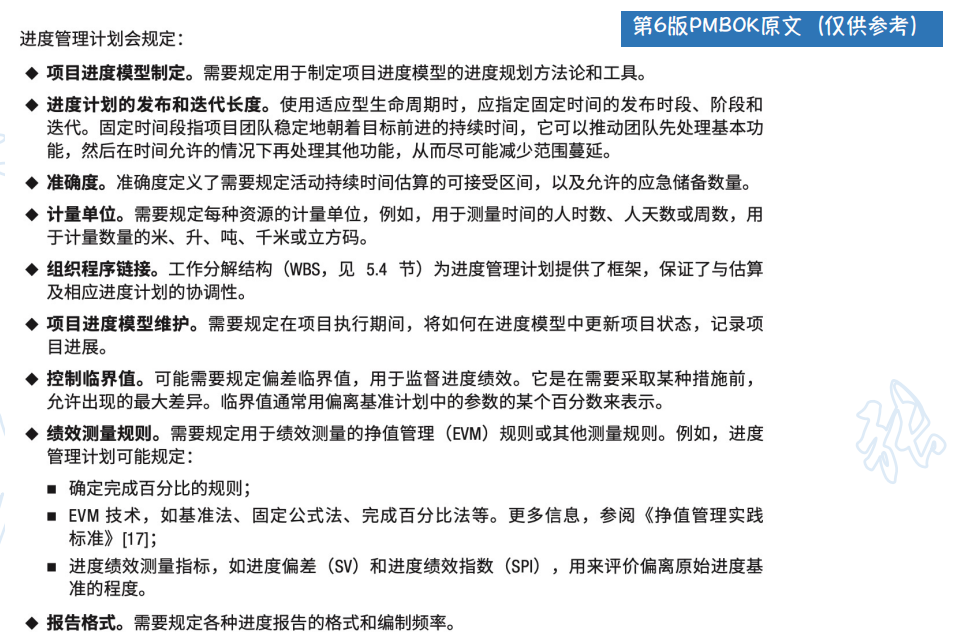 第6版PMBOK原文（仅供参考）
进度管理计划会规定：
◆ 项目进度模型制定。需要规定用于制定项目进度模型的进度规划方法论和工具。
◆ 进度计划的发布和迭代长度。使用适应型生命周期时，应指定固定时间的发布时段、阶段和
迭代。固定时间段指项目团队稳定地朝着目标前进的持续时间，它可以推动团队先处理基本功
能，然后在时间允许的情况下再处理其他功能，从而尽可能减少范围蔓延。
◆ 准确度。准确度定义了需要规定活动持续时间估算的可接受区间，以及允许的应急储备数量。
◆ 计量单位。需要规定每种资源的计量单位，例如，用于测量时间的人时数、人天数或周数，用
于计量数量的米、升、吨、千米或立方码。
◆ 组织程序链接。工作分解结构（WBS，见 5.4 节）为进度管理计划提供了框架，保证了与估算
及相应进度计划的协调性。
◆ 项目进度模型维护。需要规定在项目执行期间，将如何在进度模型中更新项目状态，记录项
目进展。
◆ 控制临界值。可能需要规定偏差临界值，用于监督进度绩效。它是在需要采取某种措施前，
允许出现的最大差异。临界值通常用偏离基准计划中的参数的某个百分数来表示。
◆ 绩效测量规则。需要规定用于绩效测量的挣值管理（EVM）规则或其他测量规则。例如，进度
管理计划可能规定：
■ 确定完成百分比的规则；
■ EVM 技术，如基准法、固定公式法、完成百分比法等。更多信息，参阅《挣值管理实践
标准》[17]；
■ 进度绩效测量指标，如进度偏差（SV）和进度绩效指数（SPI），用来评价偏离原始进度基
准的程度。
◆ 报告格式。需要规定各种进度报告的格式和编制频率。